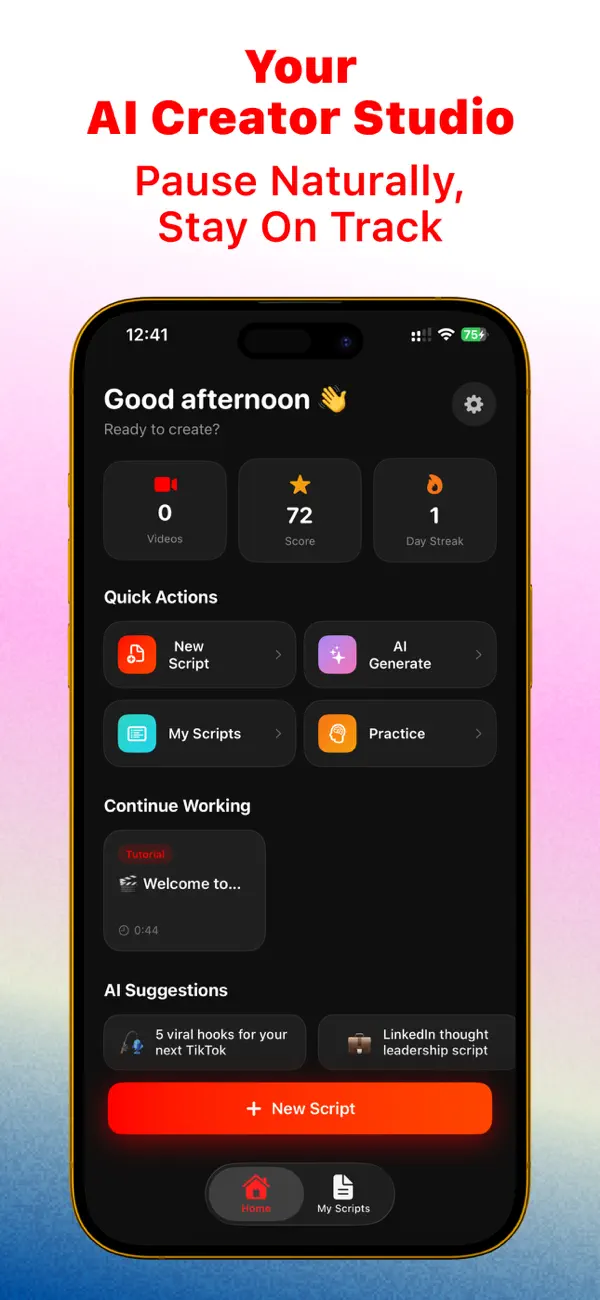 Your
AI Creator Studio
Pause Naturally,
Stay On Track
12:41
75
Good afternoon 👋
Ready to create?
0
Videos
72
Score
1
Day Streak
Quick Actions
New
Script
AI
Generate
My Scripts
Practice
Continue Working
Tutorial
🎬 Welcome to...
0:44
AI Suggestions
5 viral hooks for your
next TikTok
LinkedIn thought
leadership script
+ New Script
Home
My Scripts